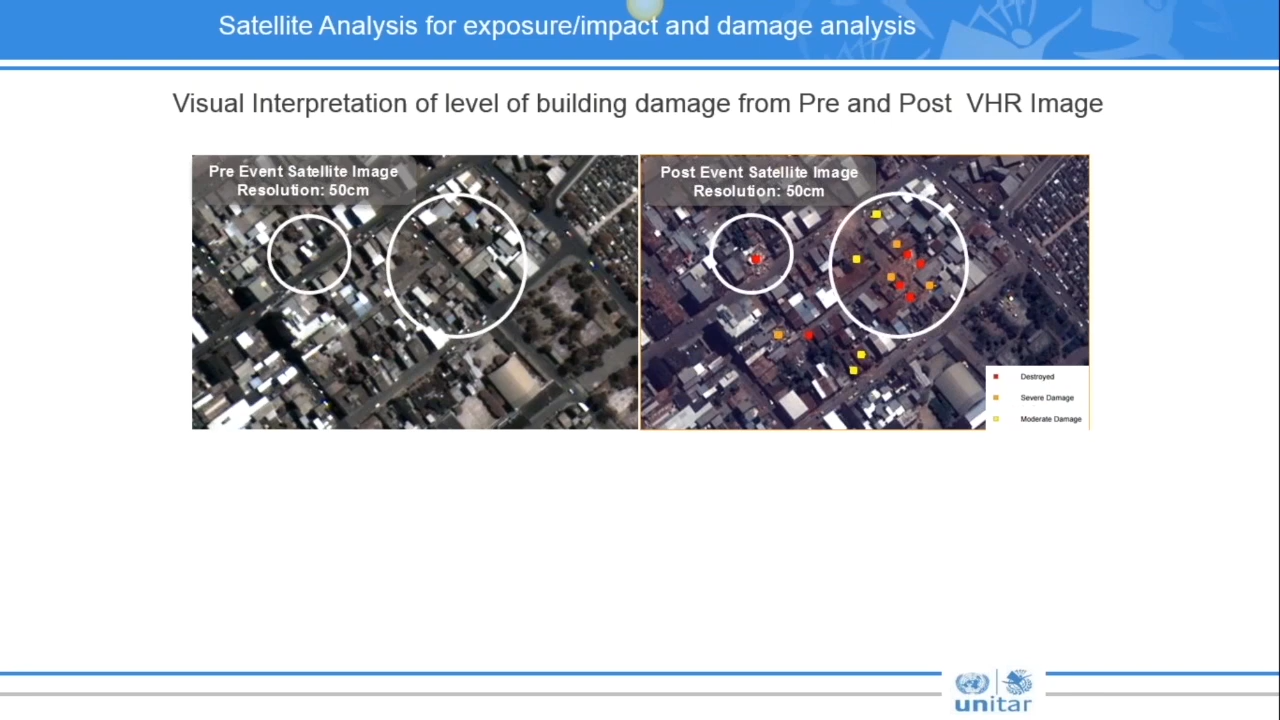 Satellite Analysis for exposure/impact and damage analysis
Visual Interpretation of level of building damage from Pre and Post VHR Image
Pre Event Satellite Image
Resolution: 50cm
Post Event Satellite Image
Resolution: 50cm
Destroyed
Severe Damage
Moderate Damage
unitar